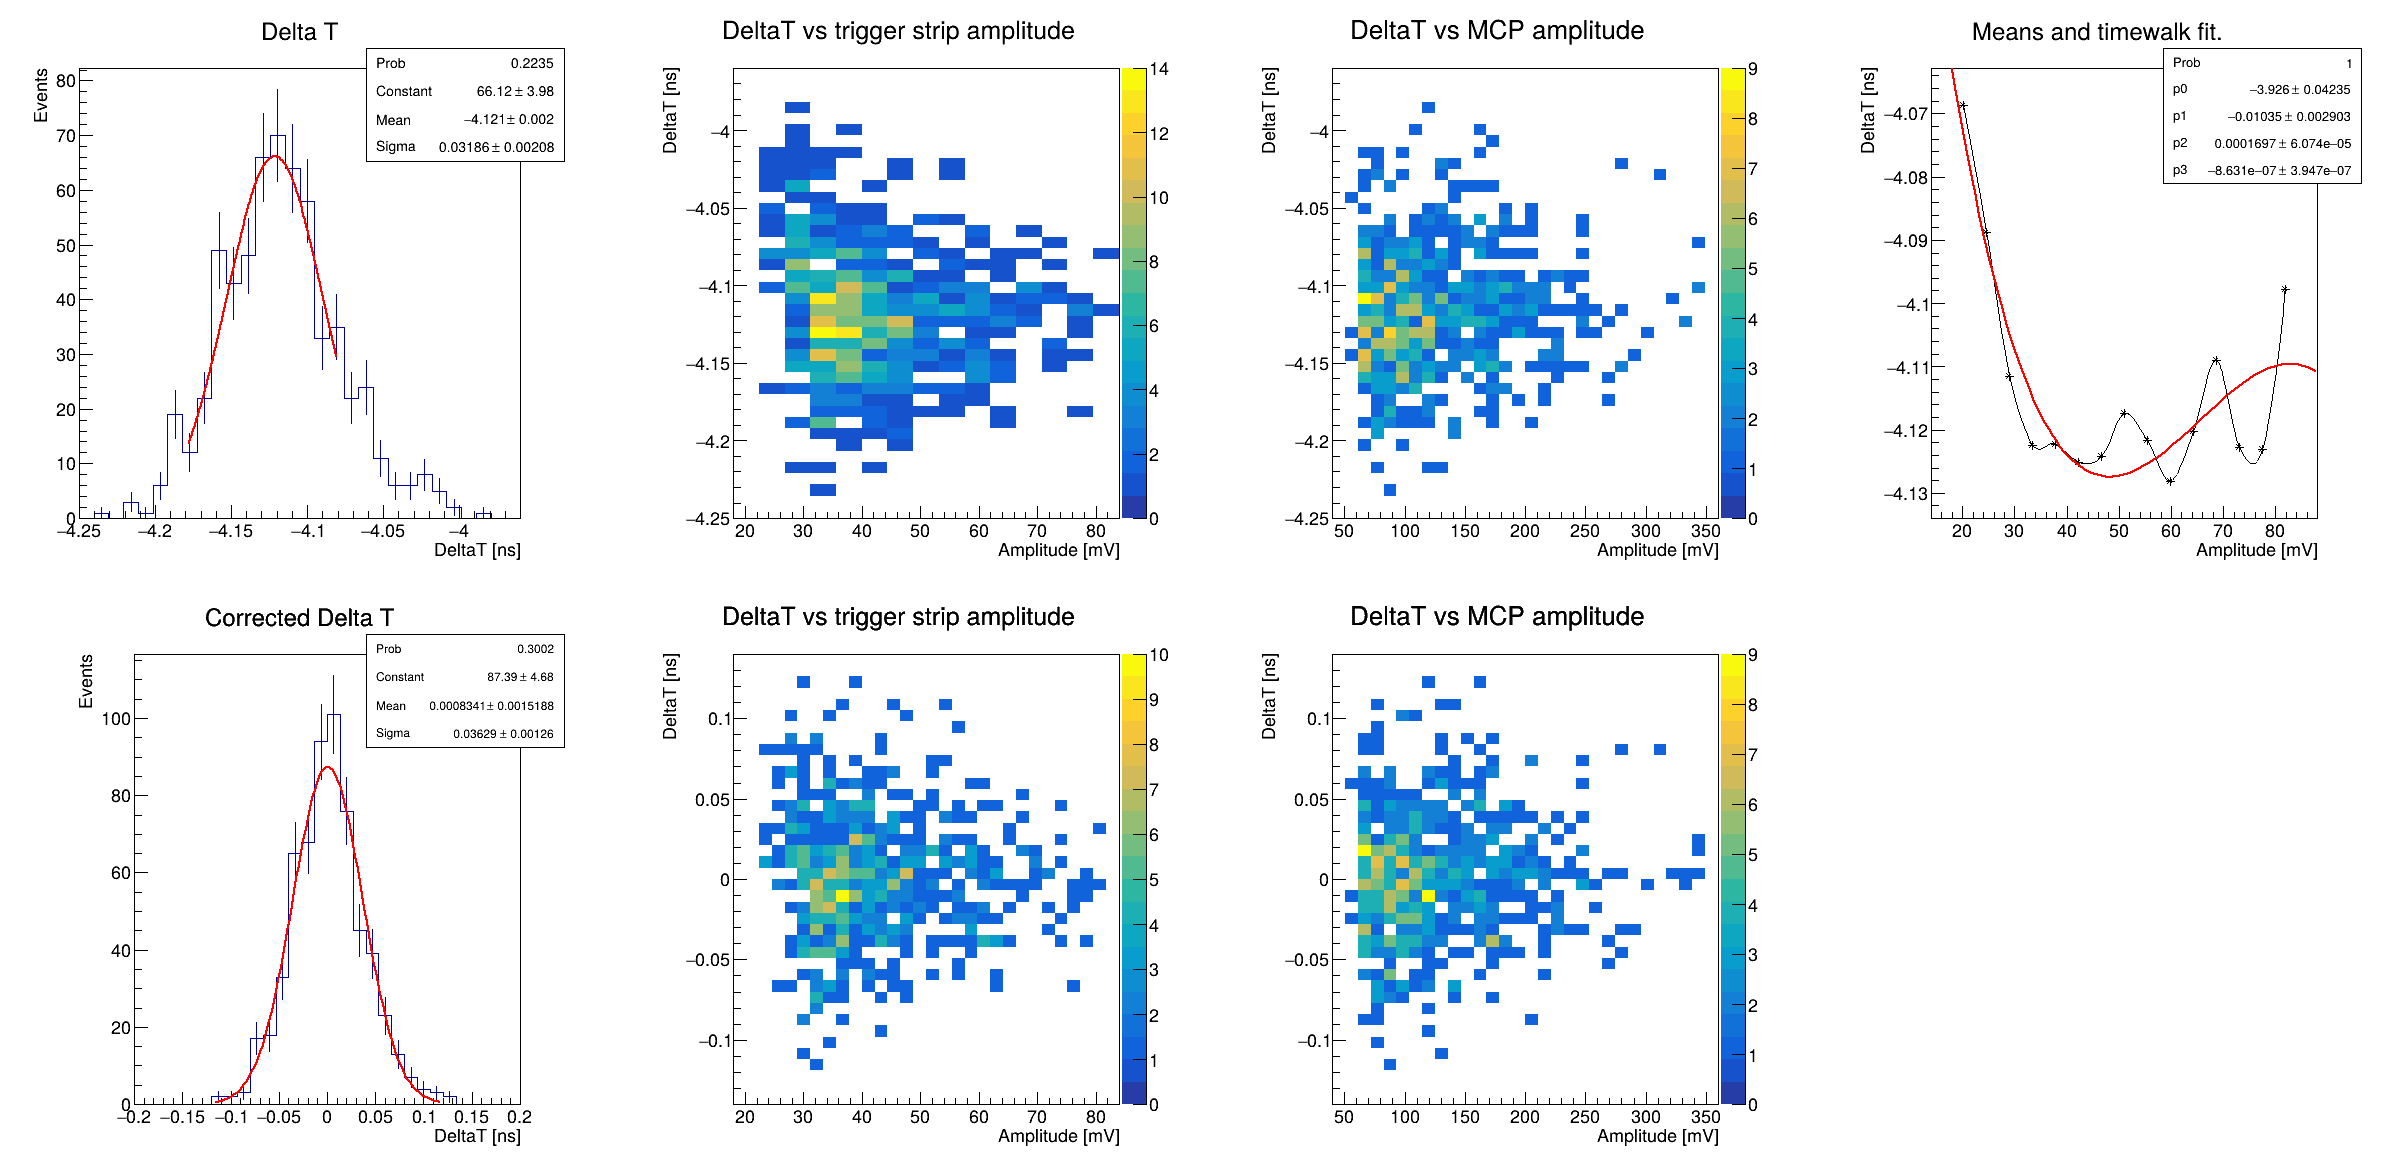 Delta T
Events
Prob 0.2235
Constant 66.12 ± 3.98
Mean −4.121 ± 0.002
Sigma 0.03186 ± 0.00208
80
70
60
50
40
30
20
10
0
−4.25 −4.2 −4.15 −4.1 −4.05 −4
DeltaT [ns]
DeltaT vs trigger strip amplitude
DeltaT [ns]
−4
−4.05
−4.1
−4.15
−4.2
−4.25
20 30 40 50 60 70 80
Amplitude [mV]
14
12
10
8
6
4
2
0
DeltaT vs MCP amplitude
DeltaT [ns]
−4
−4.05
−4.1
−4.15
−4.2
−4.25
50 100 150 200 250 300 350
Amplitude [mV]
9
8
7
6
5
4
3
2
1
0
Means and timewalk fit.
DeltaT [ns]
Prob 1
p0 −3.926 ± 0.04235
p1 −0.01035 ± 0.002903
p2 0.0001697 ± 6.074e−05
p3 −8.631e−07 ± 3.947e−07
−4.07
−4.08
−4.09
−4.1
−4.11
−4.12
−4.13
20 30 40 50 60 70 80
Amplitude [mV]
Corrected Delta T
Events
Prob 0.3002
Constant 87.39 ± 4.68
Mean 0.0008341 ± 0.0015188
Sigma 0.03629 ± 0.00126
100
80
60
40
20
0
−0.2 −0.15 −0.1 −0.05 0 0.05 0.1 0.15 0.2
DeltaT [ns]
DeltaT vs trigger strip amplitude
DeltaT [ns]
0.1
0.05
0
−0.05
−0.1
20 30 40 50 60 70 80
Amplitude [mV]
10
9
8
7
6
5
4
3
2
1
0
DeltaT vs MCP amplitude
DeltaT [ns]
0.1
0.05
0
−0.05
−0.1
50 100 150 200 250 300 350
Amplitude [mV]
9
8
7
6
5
4
3
2
1
0